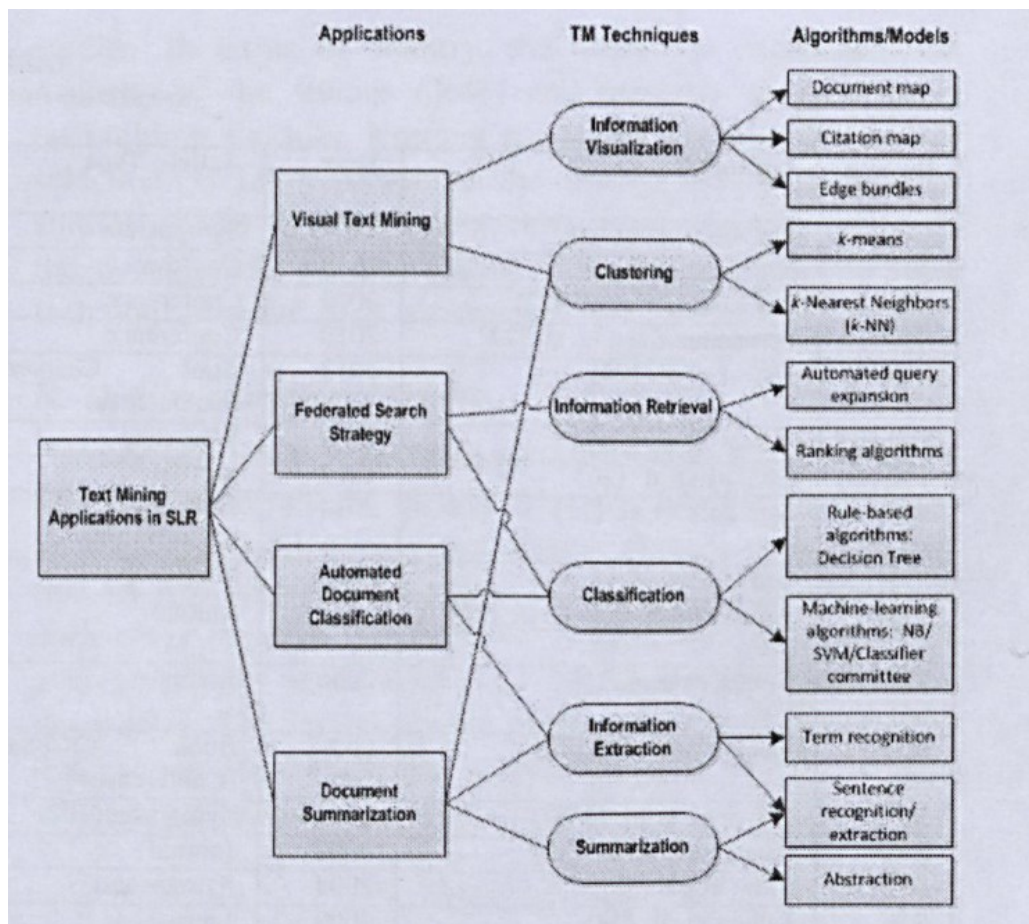 Applications
TM Techniques
Algorithms/Models
Text Mining
Applications in SLR
Visual Text Mining
Federated Search
Strategy
Automated
Document
Classification
Document
Summarization
Information
Visualization
Clustering
Information Retrieval
Classification
Information
Extraction
Summarization
Document map
Citation map
Edge bundles
k-means
k-Nearest Neighbors
(k-NN)
Automated query
expansion
Ranking algorithms
Rule-based
algorithms:
Decision Tree
Machine-learning
algorithms: NB/
SVM/Classifier
committee
Term recognition
Sentence
recognition/
extraction
Abstraction